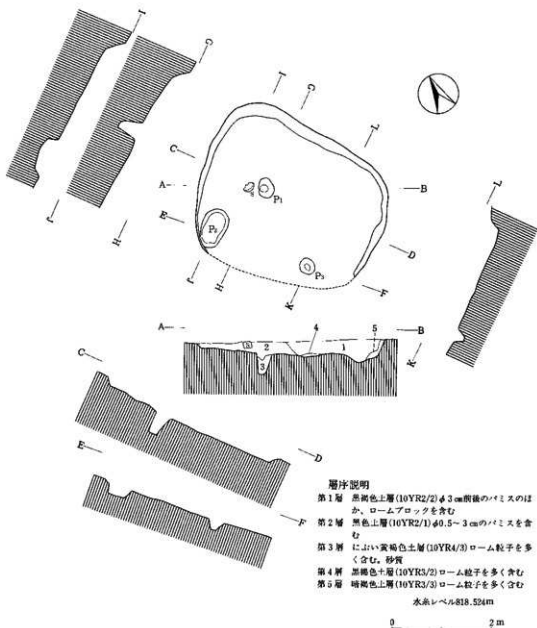 I
G
I
G
L
C
A
B
P1
P2
E
P3
D
J
H
J
H
K
F
L
A
4
5
B
2
1
3
K
C
D
E
F
層序説明
第1層 黒褐色土層(10YR2/2)φ3㎝前後のパミスのほ
か、ロームブロックを含む
第2層 黒色土層(10YR2/1)φ0.5~3㎝のパミスを含
む
第3層 にぶい黄褐色土層(10YR4/3)ローム粒子を多
く含む。砂質
第4層 黒褐色土層(10YR3/2)ローム粒子を多く含む
第5層 暗褐色土層(10YR3/3)ローム粒子を多く含む
水糸レベル818.524m
0 2 m